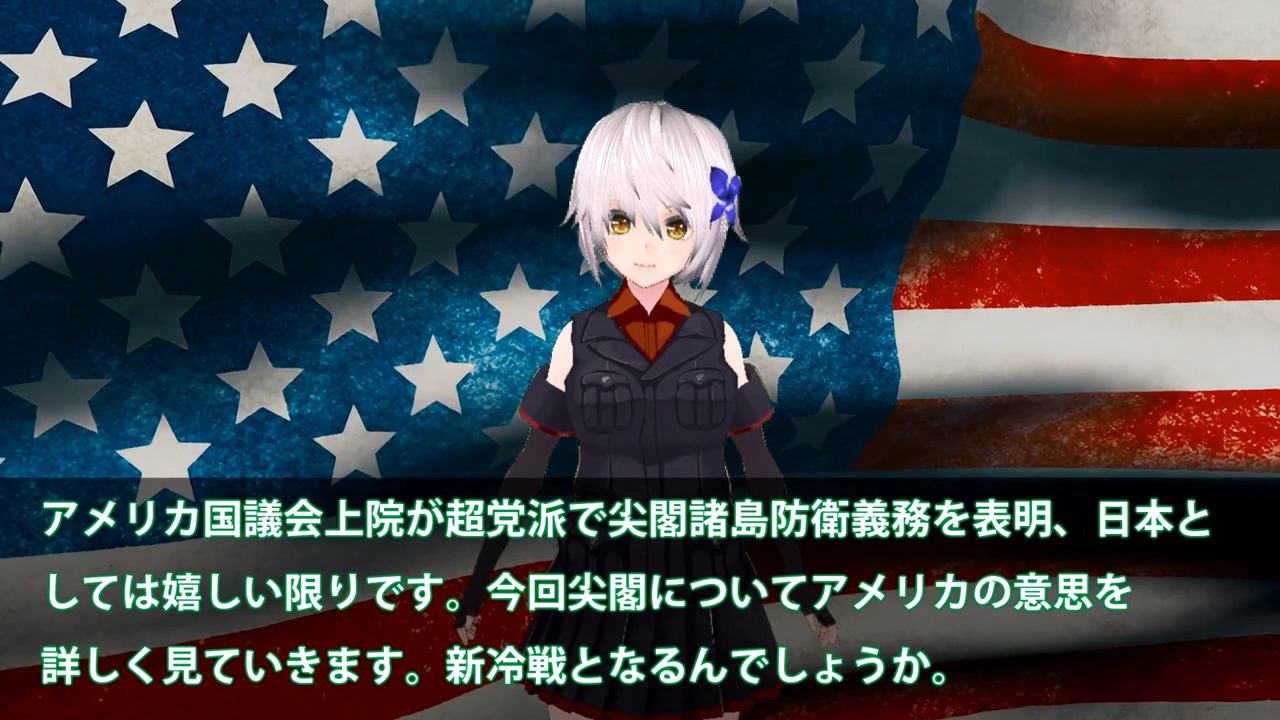 アメリカ国議会上院が超党派で尖閣諸島防衛義務を表明、日本と
しては嬉しい限りです。今回尖閣についてアメリカの意思を
詳しく見ていきます。新冷戦となるんでしょうか。